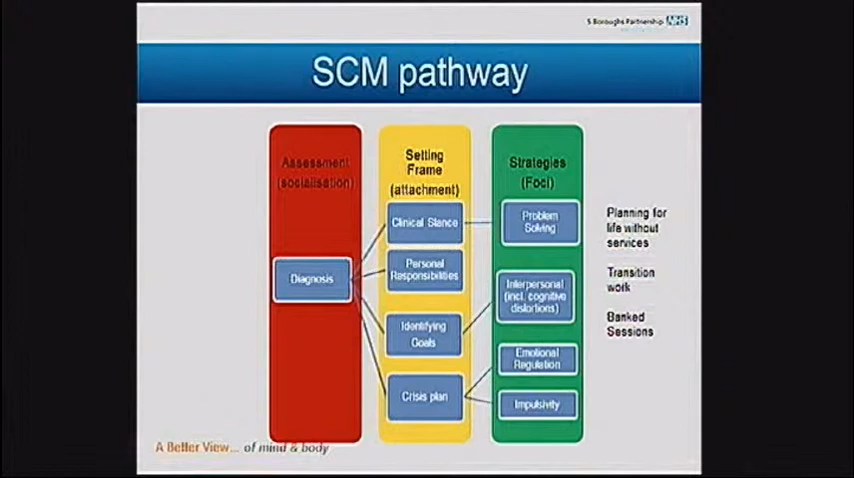 5 Boroughs Partnership NHS
SCM pathway
Assessment
(socialisation)
Diagnosis
Setting
Frame
(attachment)
Clinical Stance
Personal
Responsibilities
Identifying
Goals
Crisis plan
Strategies
(Foci)
Problem
Solving
Interpersonal
(incl. cognitive
distortions)
Emotional
Regulation
Impulsivity
Planning for
life without
services
Transition
work
Banked
Sessions
A Better View... of mind & body